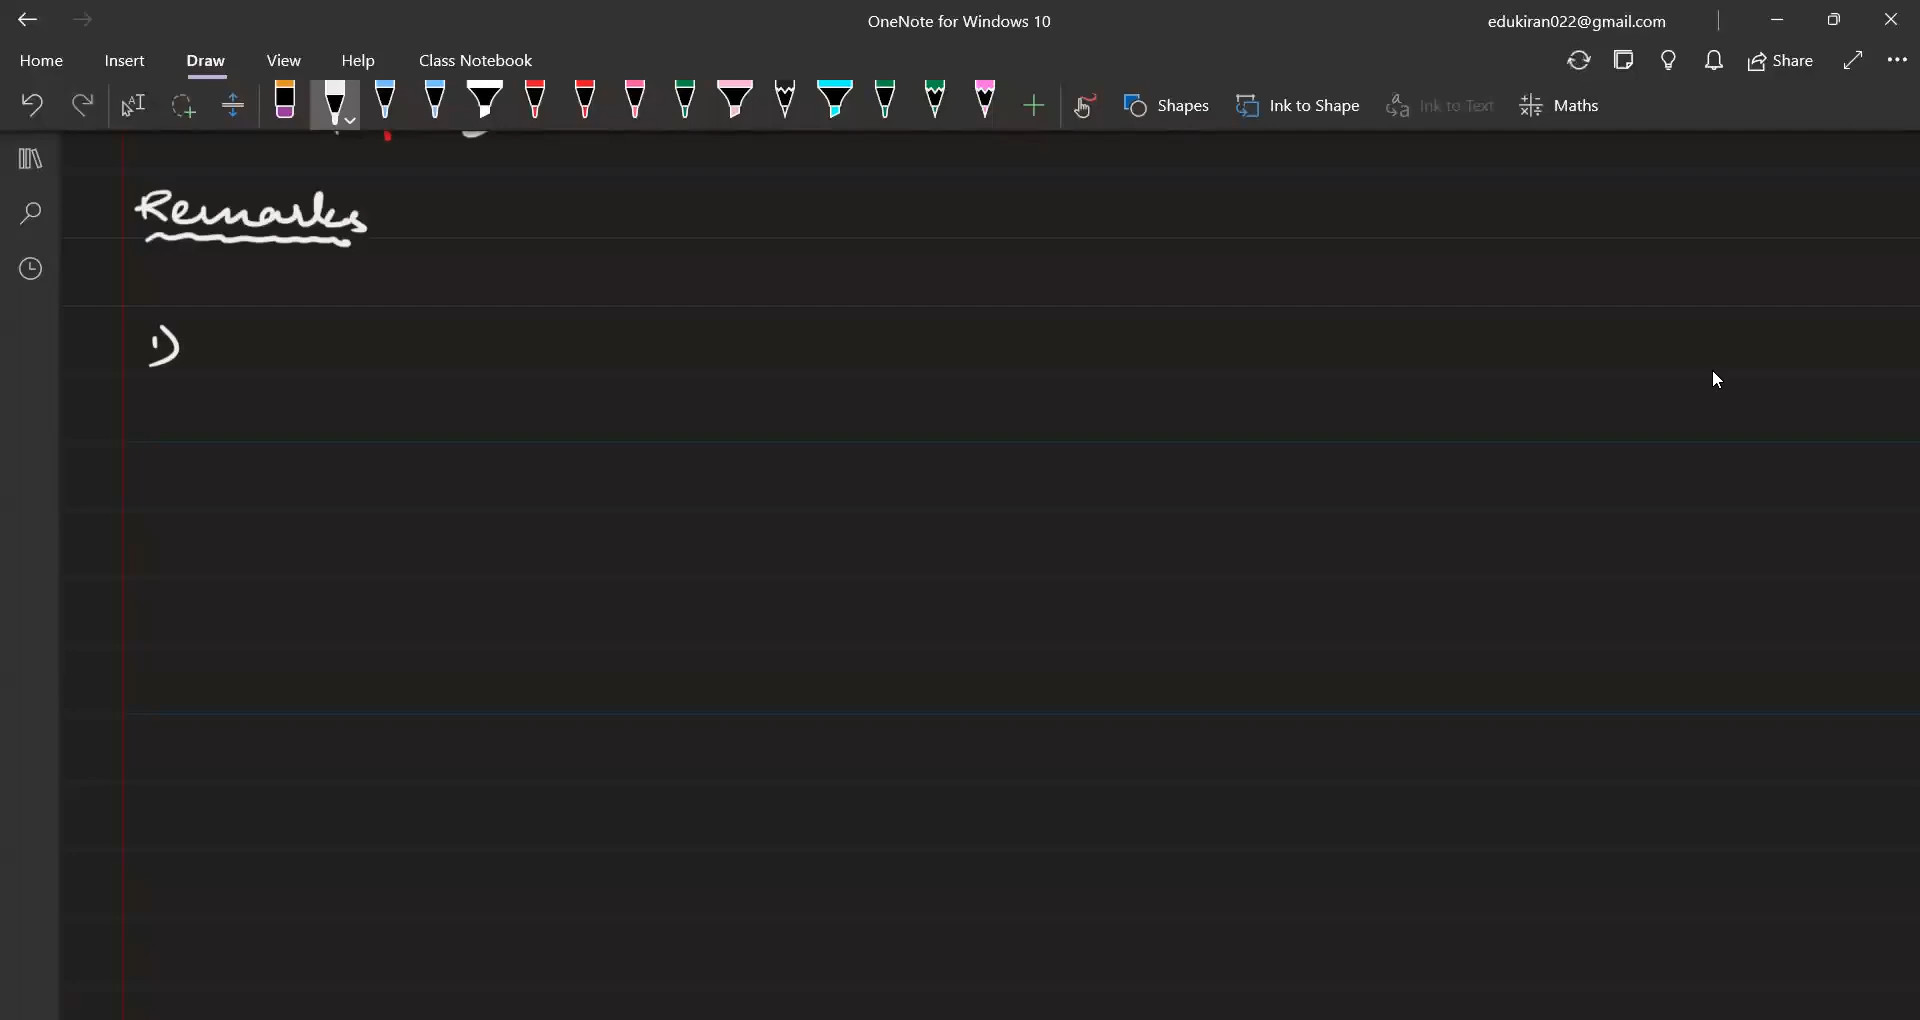 OneNote for Windows 10
edukiran022@gmail.com
Home Insert Draw View Help Class Notebook
Share
Shapes Ink to Shape Ink to Text Maths
Remarks
i)